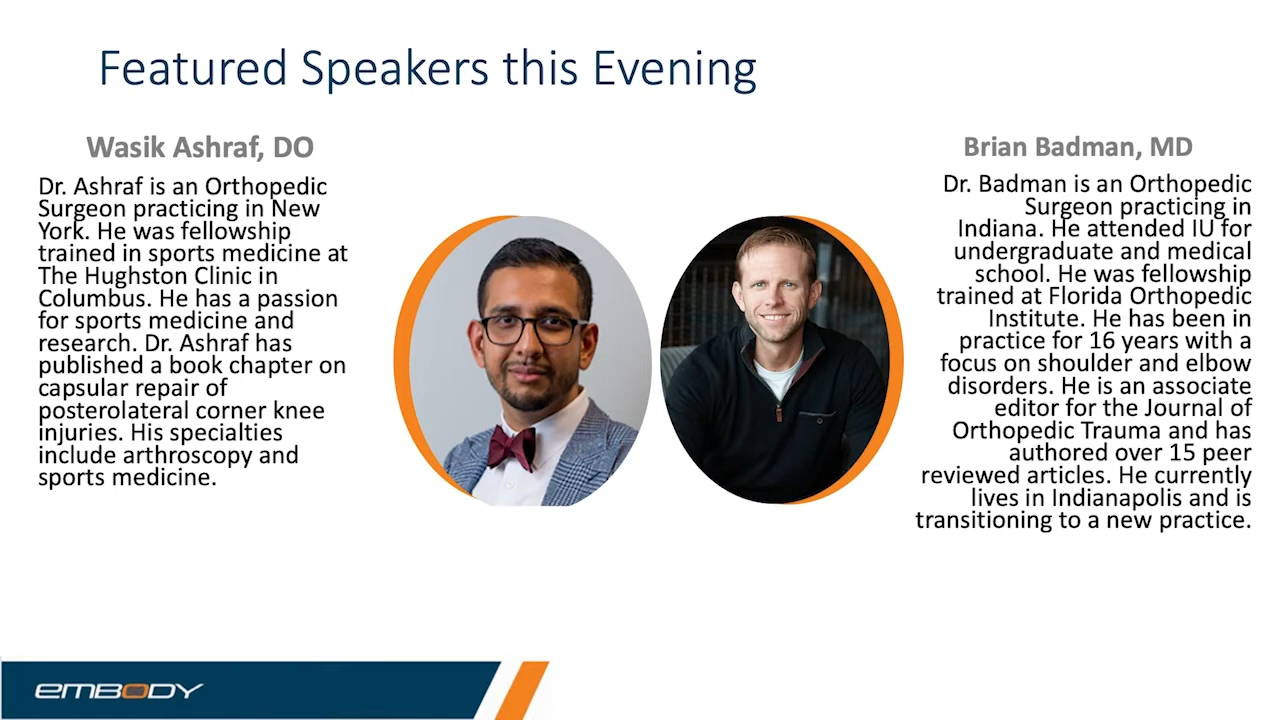 Featured Speakers this Evening
Wasik Ashraf, DO
Dr. Ashraf is an Orthopedic
Surgeon practicing in New
York. He was fellowship
trained in sports medicine at
The Hughston Clinic in
Columbus. He has a passion
for sports medicine and
research. Dr. Ashraf has
published a book chapter on
capsular repair of
posterolateral corner knee
injuries. His specialties
include arthroscopy and
sports medicine.
Brian Badman, MD
Dr. Badman is an Orthopedic
Surgeon practicing in
Indiana. He attended IU for
undergraduate and medical
school. He was fellowship
trained at Florida Orthopedic
Institute. He has been in
practice for 16 years with a
focus on shoulder and elbow
disorders. He is an associate
editor for the Journal of
Orthopedic Trauma and has
authored over 15 peer
reviewed articles. He currently
lives in Indianapolis and is
transitioning to a new practice.
EMBODY